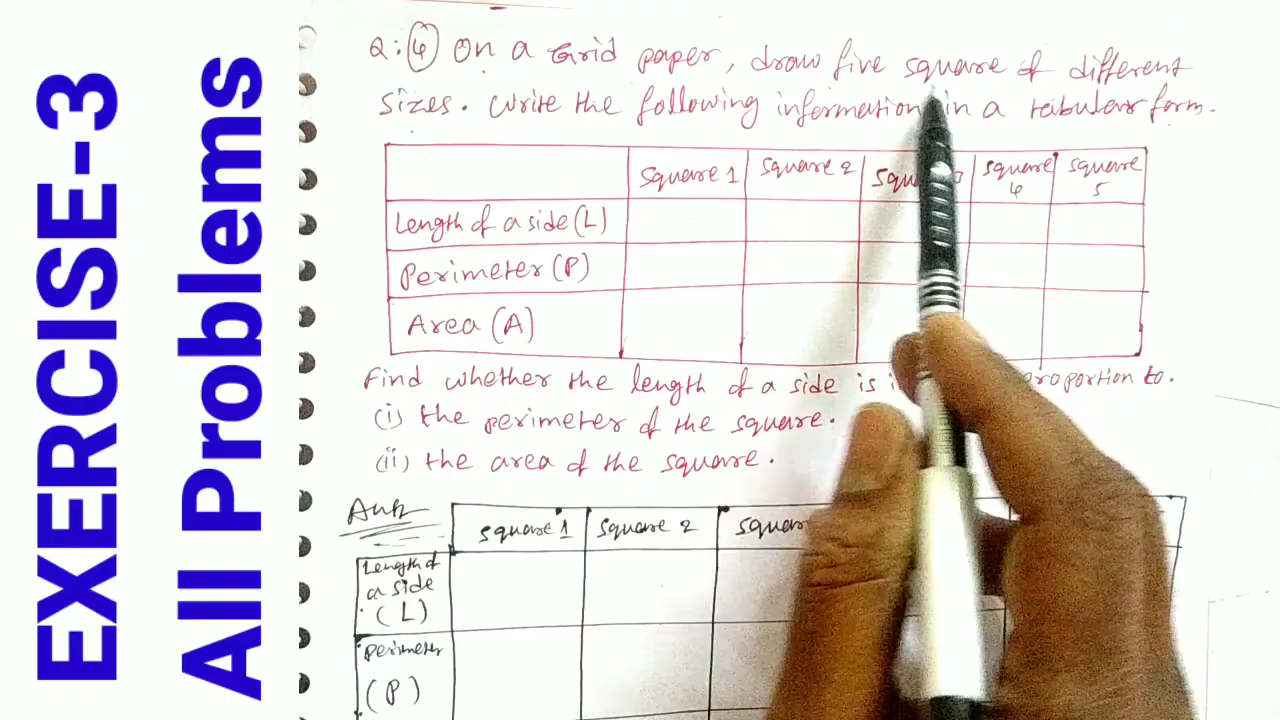 EXERCISE-3
All Problems
Q:④ On a Grid paper, draw five square of different
sizes. Write the following information in a tabular form.
Square 1 Square 2 Square 4 Square 5
Length of a side (L)
Perimeter (P)
Area (A)
Find whether the length of a side is proportion to.
(i) the perimeter of the square.
(ii) the area of the square.
Ans
Square 1 Square 2 Square
Length of a side (L)
perimeter (P)